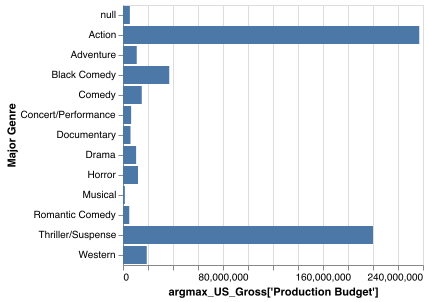 null
Action
Adventure
Black Comedy
Comedy
Concert/Performance
Documentary
Drama
Horror
Musical
Romantic Comedy
Thriller/Suspense
Western
Major Genre
0 80,000,000 160,000,000 240,000,000
argmax_US_Gross['Production Budget']